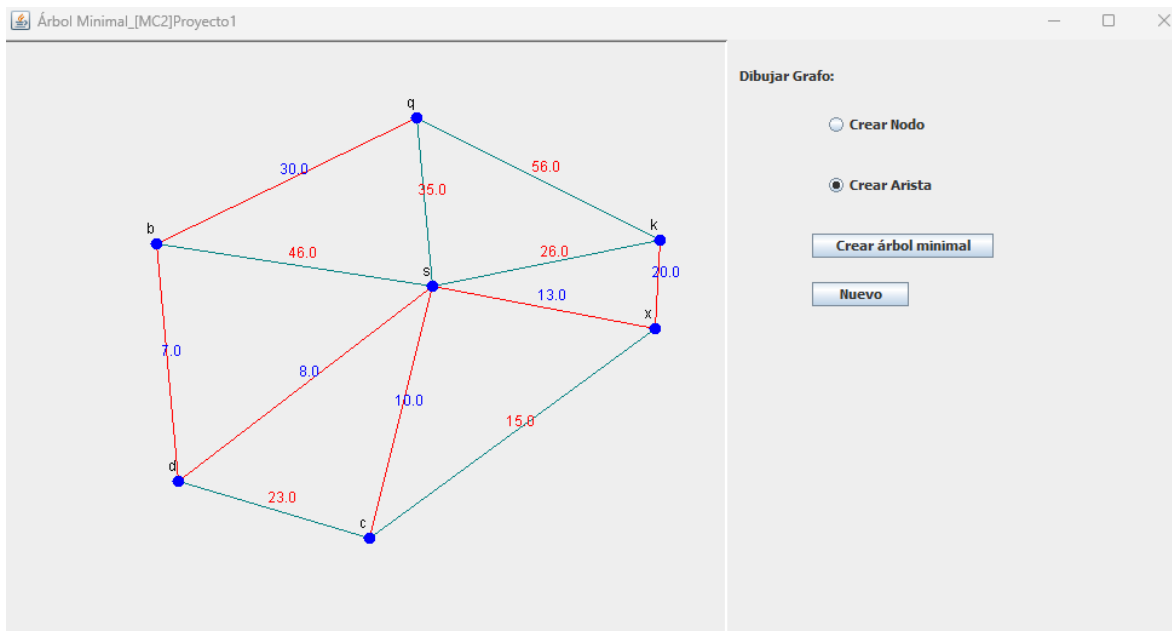 Árbol Minimal_[MC2]Proyecto1
Dibujar Grafo:
Crear Nodo
Crear Arista
Crear árbol minimal
Nuevo
q
30.0
56.0
35.0
b
k
46.0
26.0
s
20.0
13.0
x
7.0
8.0
10.0
15.0
d
23.0
c